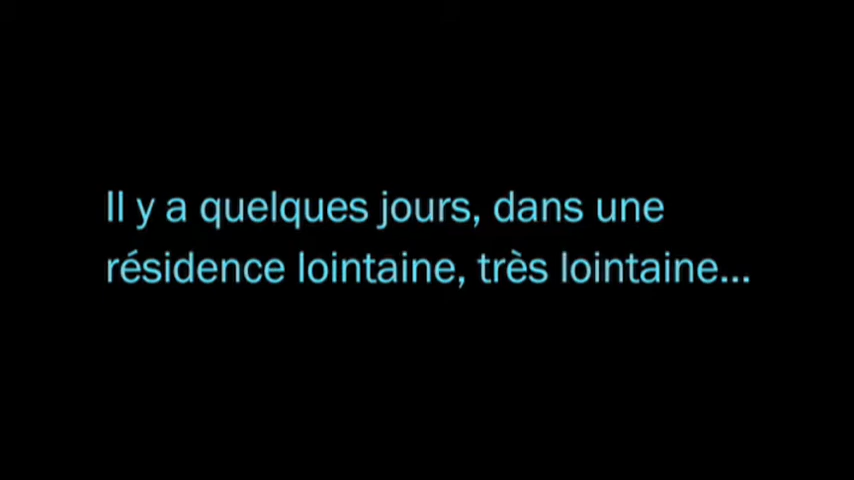 Il y a quelques jours, dans une
résidence lointaine, très lointaine...